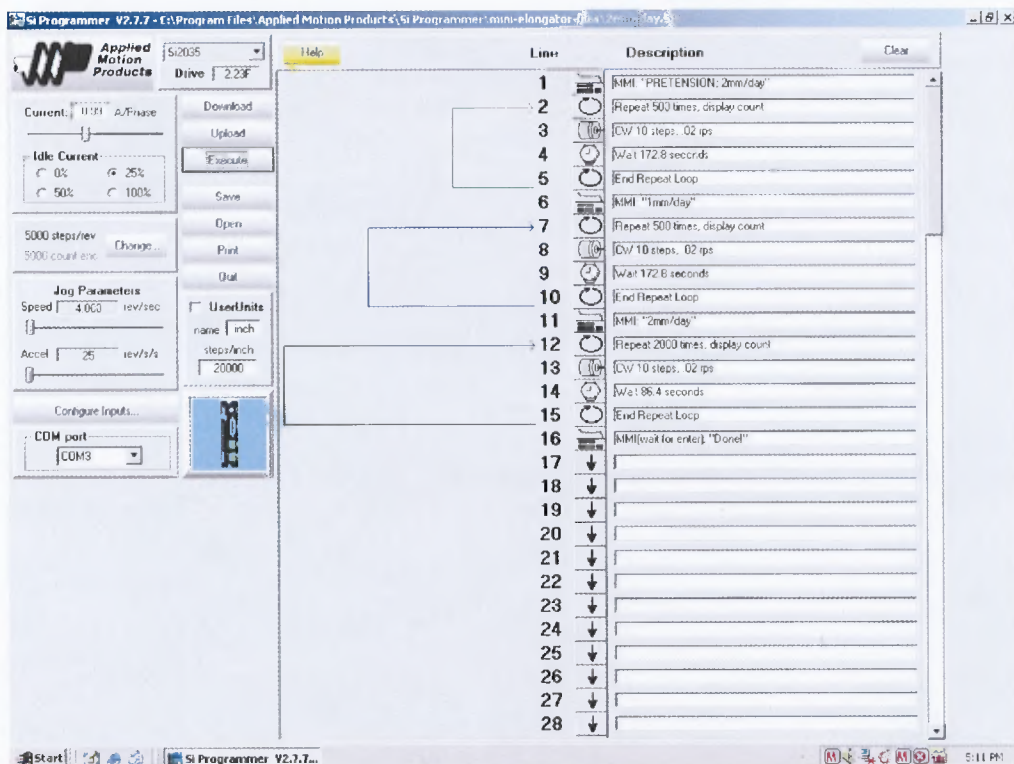 Si Programmer V2.7.7 - C:\Program Files\Applied Motion Products\Si Programmer\mini-elongator
Applied Motion Products
Si2035
Drive 2.23F
Help
Line
Description
Clear
Current: 0.99 A/Phase
Idle Current
0% 25%
50% 100%
5000 steps/rev
5000 count enc.
Change...
Jog Parameters
Speed 4.000 rev/sec
Accel 25 rev/s/s
Configure Inputs...
COM port
COM3
Download
Upload
Execute
Save
Open
Print
Quit
UserUnits
name inch
steps/inch
20000
1 MMI: "PRETENSION: 2mm/day"
2 Repeat 500 times, display count
3 CW 10 steps, .02 rps
4 Wait 172.8 seconds
5 End Repeat Loop
6 MMI: "1mm/day"
7 Repeat 500 times, display count
8 CW 10 steps, .02 rps
9 Wait 172.8 seconds
10 End Repeat Loop
11 MMI: "2mm/day"
12 Repeat 2000 times, display count
13 CW 10 steps, .02 rps
14 Wait 86.4 seconds
15 End Repeat Loop
16 MMI(wait for enter): "Done!"
17
18
19
20
21
22
23
24
25
26
27
28
Start
Si Programmer V2.7.7...
5:11 PM